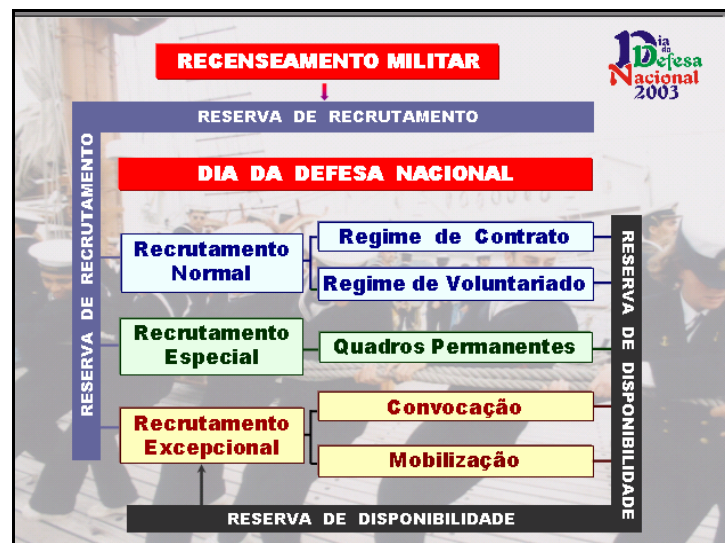 RECENSEAMENTO MILITAR
Dia
da
Defesa
Nacional
2003
RESERVA DE RECRUTAMENTO
RESERVA DE RECRUTAMENTO
DIA DA DEFESA NACIONAL
Recrutamento
Normal
Regime de Contrato
Regime de Voluntariado
Recrutamento
Especial
Quadros Permanentes
Recrutamento
Excepcional
Convocação
Mobilização
RESERVA DE DISPONIBILIDADE
RESERVA DE DISPONIBILIDADE